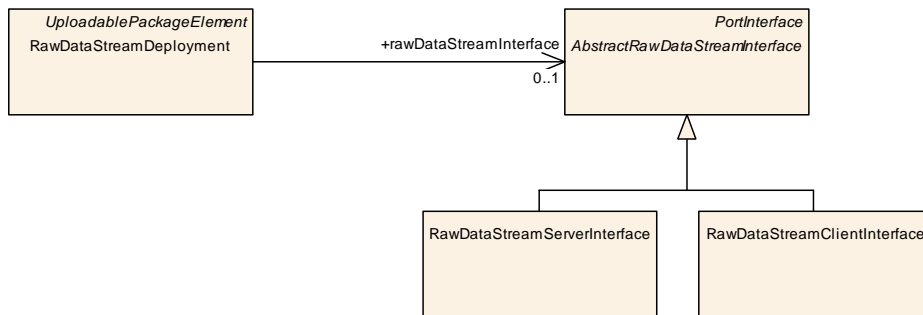 UploadablePackageElement
RawDataStreamDeployment
+rawDataStreamInterface
0..1
PortInterface
AbstractRawDataStreamInterface
RawDataStreamServerInterface
RawDataStreamClientInterface